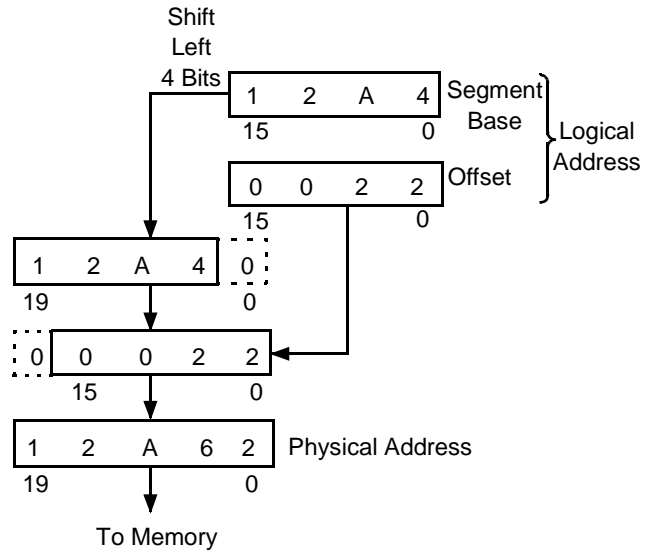 Shift
Left
4 Bits
1 2 A 4
Segment
Base
15 0
Logical
Address
0 0 2 2
Offset
15 0
1 2 A 4 0
19 0
0 0 0 2 2
15 0
1 2 A 6 2
Physical Address
19 0
To Memory